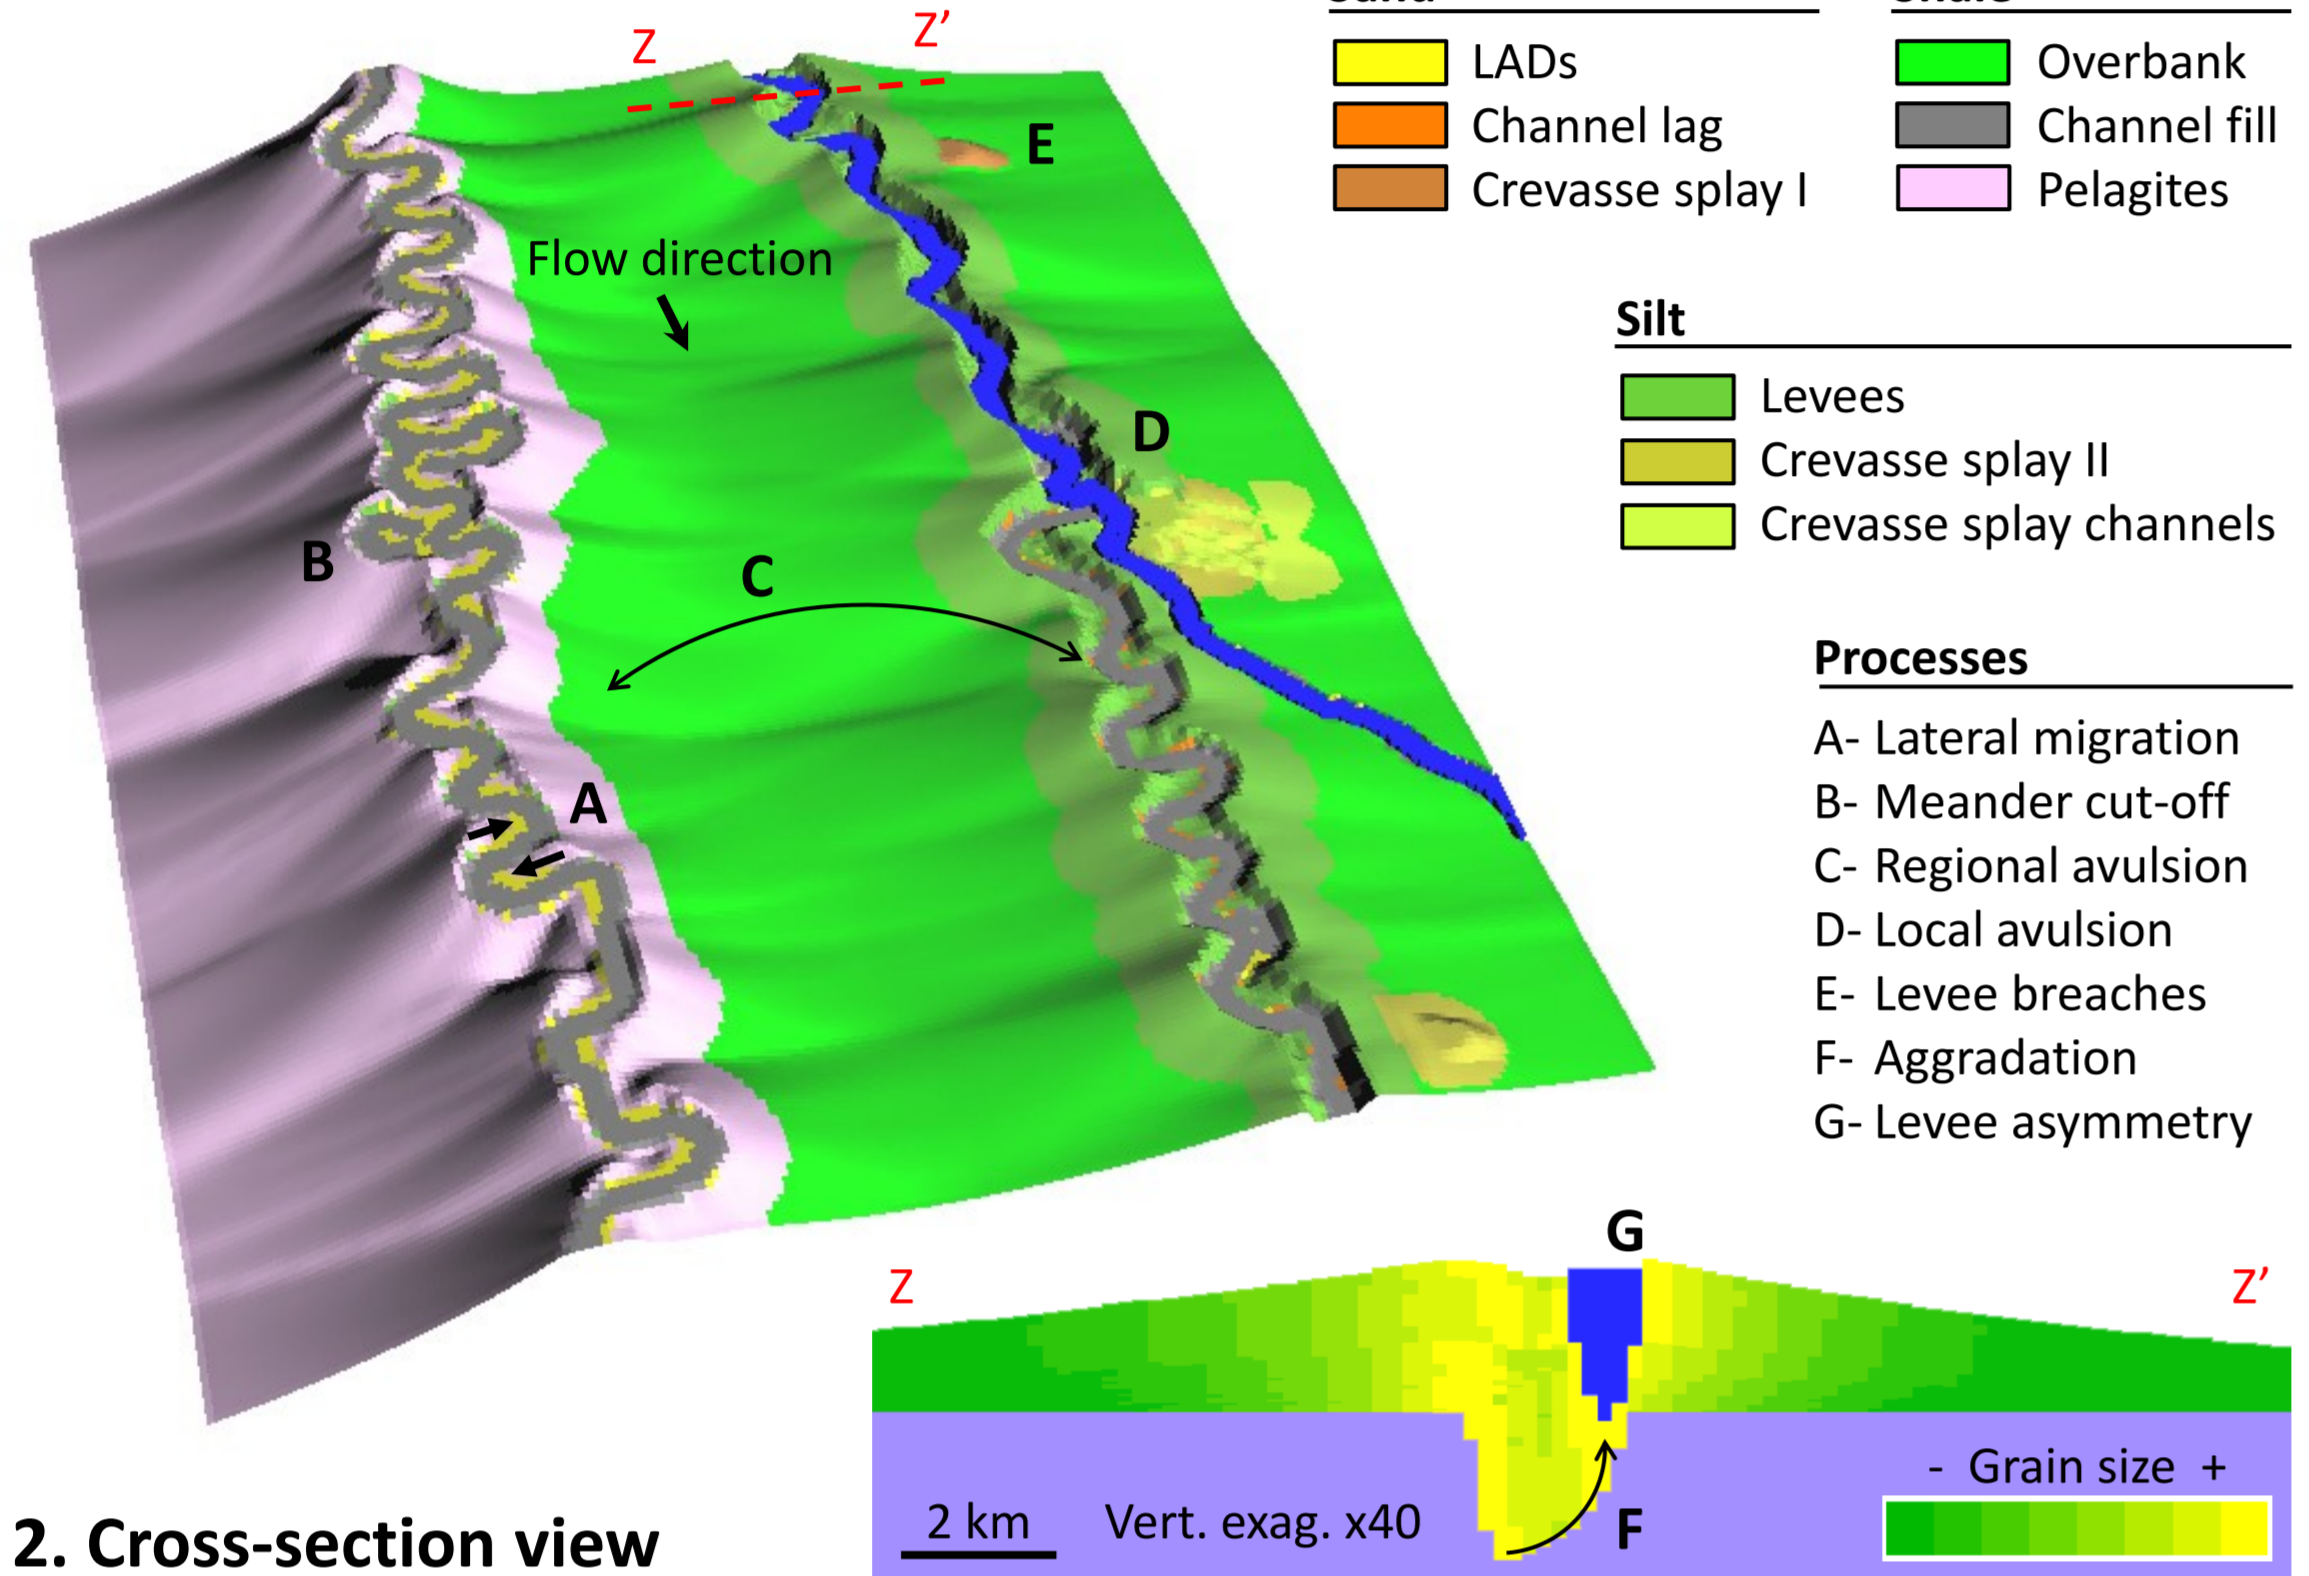 Z
Z’
LADs
Channel lag
Crevasse splay I
Overbank
Channel fill
Pelagites
E
Flow direction
Silt
Levees
Crevasse splay II
Crevasse splay channels
D
B
C
A
Processes
A- Lateral migration
B- Meander cut-off
C- Regional avulsion
D- Local avulsion
E- Levee breaches
F- Aggradation
G- Levee asymmetry
G
Z
Z’
- Grain size +
2 km
Vert. exag. x40
F
2. Cross-section view